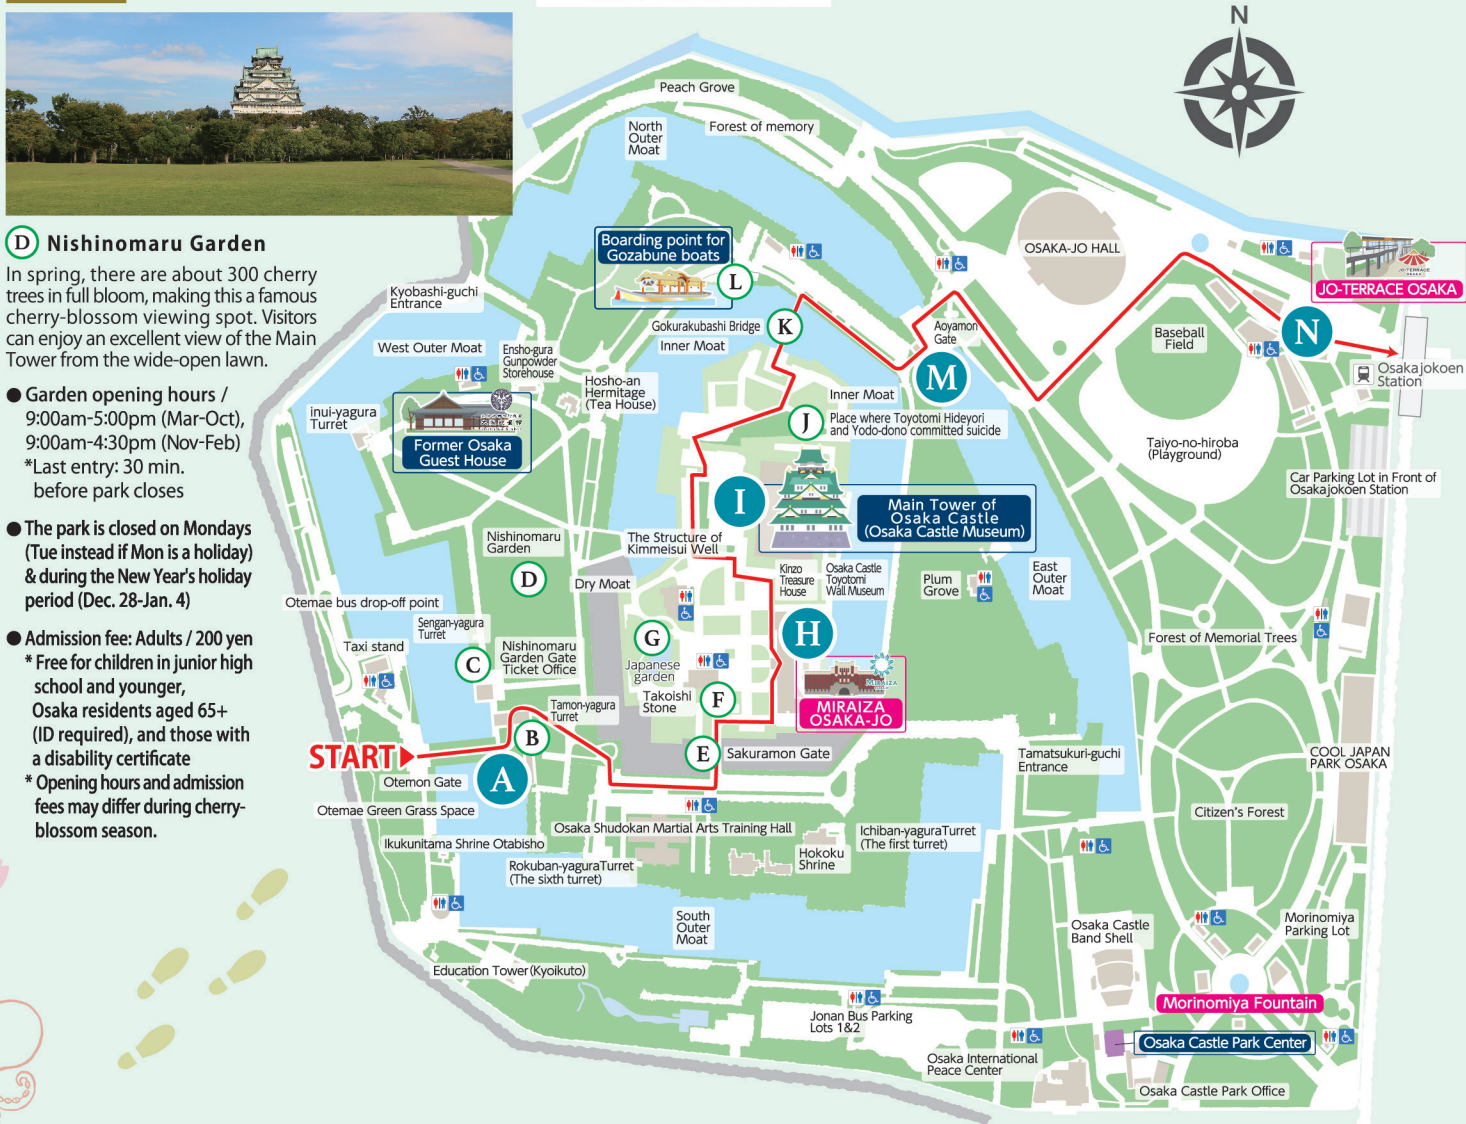 D Nishinomaru Garden
In spring, there are about 300 cherry
trees in full bloom, making this a famous
cherry-blossom viewing spot. Visitors
can enjoy an excellent view of the Main
Tower from the wide-open lawn.
● Garden opening hours /
9:00am-5:00pm (Mar-Oct),
9:00am-4:30pm (Nov-Feb)
*Last entry: 30 min.
before park closes
● The park is closed on Mondays
(Tue instead if Mon is a holiday)
& during the New Year's holiday
period (Dec. 28-Jan. 4)
● Admission fee: Adults / 200 yen
* Free for children in junior high
school and younger,
Osaka residents aged 65+
(ID required), and those with
a disability certificate
* Opening hours and admission
fees may differ during cherry-
blossom season.
N
Peach Grove
North
Outer
Moat
Forest of memory
OSAKA-JO HALL
JO-TERRACE
OSAKA
JO-TERRACE OSAKA
Boarding point for
Gozabune boats
L
Kyobashi-guchi
Entrance
Gokurakubashi Bridge
K
Inner Moat
Aoyamon
Gate
Baseball
Field
N
West Outer Moat
Ensho-gura
Gunpowder
Storehouse
Hosho-an
Hermitage
(Tea House)
M
Osakajokoen
Station
Inner Moat
inui-yagura
Turret
Former Osaka
Guest House
J
Place where Toyotomi Hideyori
and Yodo-dono committed suicide
Taiyo-no-hiroba
(Playground)
Car Parking Lot in Front of
Osakajokoen Station
I
Main Tower of
Osaka Castle
(Osaka Castle Museum)
The Structure of
Kimmeisui Well
Nishinomaru
Garden
D
Dry Moat
Kinzo
Treasure
House
Osaka Castle
Toyotomi
Wall Museum
Plum
Grove
East
Outer
Moat
Otemae bus drop-off point
Sengan-yagura
Turret
Taxi stand
C
Nishinomaru
Garden Gate
Ticket Office
G
Japanese
garden
H
Forest of Memorial Trees
Takoishi
Stone
F
MIRAIZA
MIRAIZA
OSAKA-JO
Tamon-yagura
Turret
START
B
A
E
Sakuramon Gate
Tamatsukuri-guchi
Entrance
COOL JAPAN
PARK OSAKA
Otemon Gate
Otemae Green Grass Space
Citizen's Forest
Osaka Shudokan Martial Arts Training Hall
Ichiban-yaguraTurret
(The first turret)
Ikukunitama Shrine Otabisho
Hokoku
Shrine
Rokuban-yaguraTurret
(The sixth turret)
South
Outer
Moat
Osaka Castle
Band Shell
Morinomiya
Parking Lot
Education Tower(Kyoikuto)
Morinomiya Fountain
Jonan Bus Parking
Lots 1&2
Osaka Castle Park Center
Osaka International
Peace Center
Osaka Castle Park Office